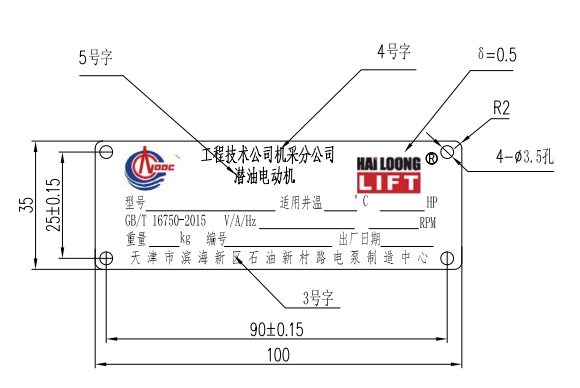 5号字
4号字
δ=0.5
R2
4-φ3.5孔
CNOOC
工程技术公司机采分公司
潜油电动机
HAI LOONG ®
LIFT
型号 适用井温 °C HP
GB/T 16750-2015 V/A/Hz RPM
重量 kg 编号 出厂日期
天津市滨海新区石油新村路电泵制造中心
3号字
35
25±0.15
90±0.15
100